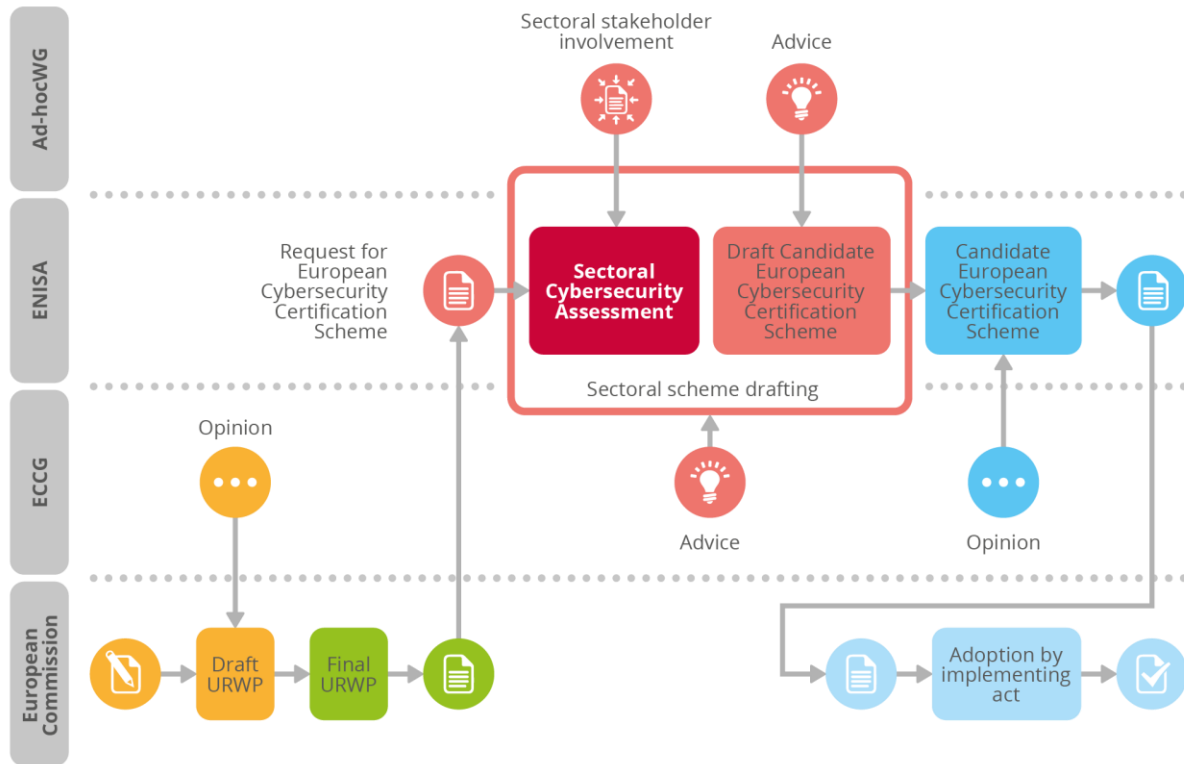 Ad-hocWG
Sectoral stakeholder
involvement
Advice
ENISA
Request for
European
Cybersecurity
Certification
Scheme
Sectoral
Cybersecurity
Assessment
Draft Candidate
European
Cybersecurity
Certification
Scheme
Candidate
European
Cybersecurity
Certification
Scheme
Sectoral scheme drafting
ECCG
Opinion
Advice
Opinion
European
Commission
Draft
URWP
Final
URWP
Adoption by
implementing
act